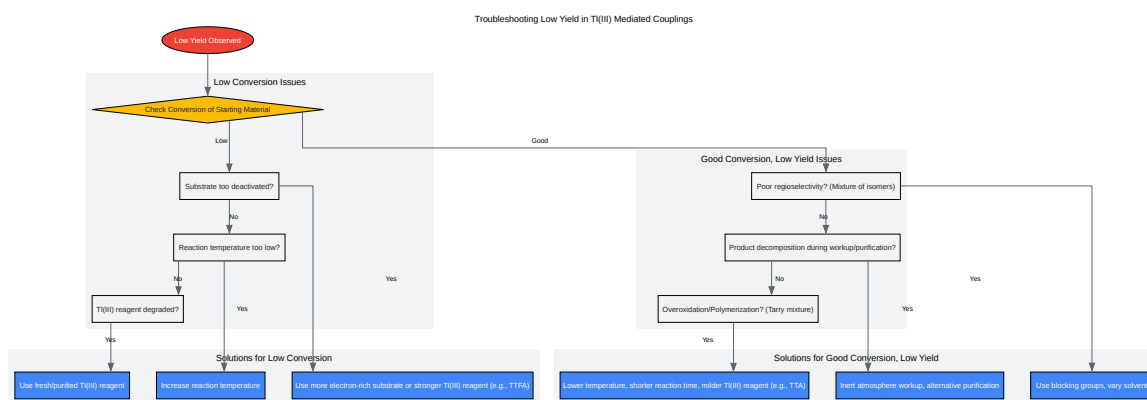 Troubleshooting Low Yield in Tl(III) Mediated Couplings
Low Yield Observed
Low Conversion Issues
Check Conversion of Starting Material
Low
Good
Good Conversion, Low Yield Issues
Substrate too deactivated?
Poor regioselectivity? (Mixture of isomers)
No
No
Reaction temperature too low?
Product decomposition during workup/purification?
No
Yes
No
Yes
Tl(III) reagent degraded?
Yes
Overoxidation/Polymerization? (Tarry mixture)
Yes
Yes
Yes
Solutions for Low Conversion
Solutions for Good Conversion, Low Yield
Use fresh/purified Tl(III) reagent
Increase reaction temperature
Use more electron-rich substrate or stronger Tl(III) reagent (e.g., TTFA)
Lower temperature, shorter reaction time, milder Tl(III) reagent (e.g., TTA)
Inert atmosphere workup, alternative purification
Use blocking groups, vary solvent